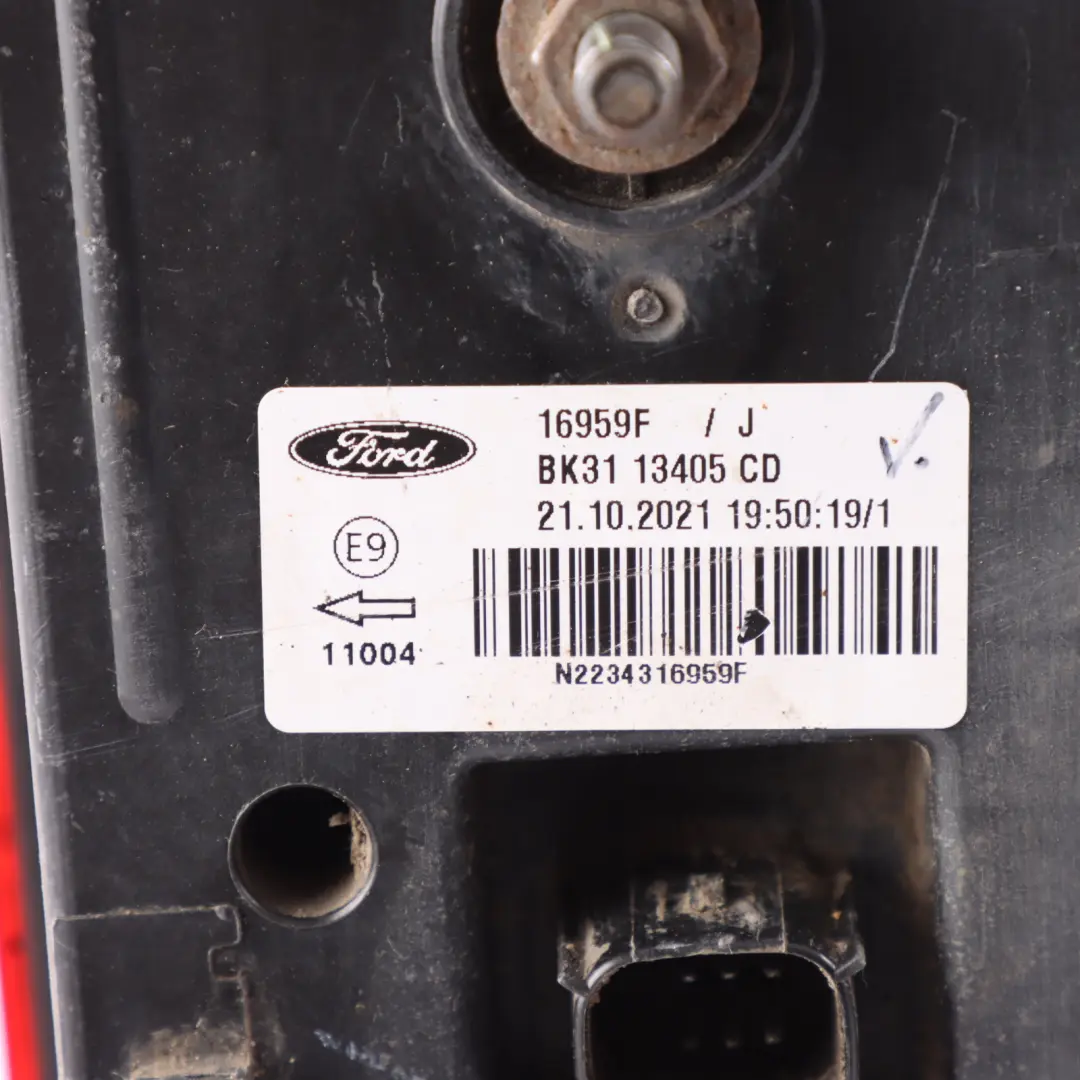 Ford
16959F / J
BK31 13405 CD
21.10.2021 19:50:19/1
E9
11004
N2234316959F